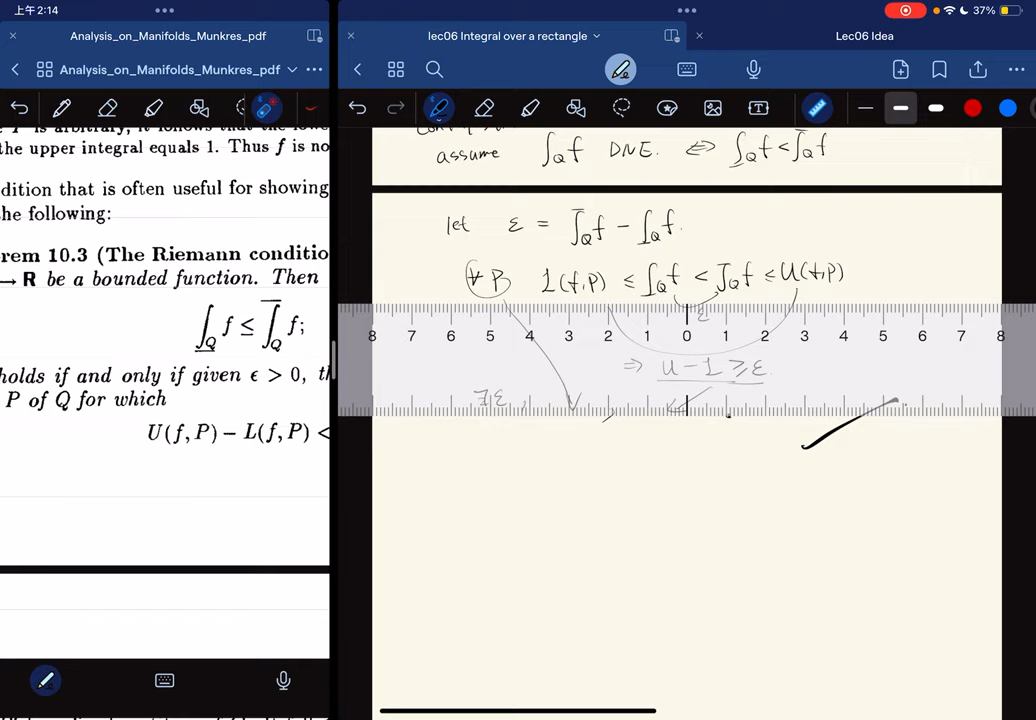 上午2:14
37%
Analysis_on_Manifolds_Munkres_pdf
Analysis_on_Manifolds_Munkres_pdf
the upper integral equals 1. Thus f is no
dition that is often useful for showing
the following:
rem 10.3 (The Riemann conditio
→ R be a bounded function. Then
∫_Q f ≤ ∫̅_Q f;
holds if and only if given ϵ > 0, th
P of Q for which
U(f, P) − L(f, P) <
lec06 Integral over a rectangle
Lec06 Idea
assume ∫_Q f DNE. ⇔ ∫_Q f < ∫̅_Q f
let ε = ∫̅_Q f − ∫_Q f.
∀ P L(f,P) ≤ ∫_Q f < ∫̅_Q f ≤ U(f,P)
ε
8 7 6 5 4 3 2 1 0 1 2 3 4 5 6 7 8
⇒ U − L ≥ ε
∃ε,